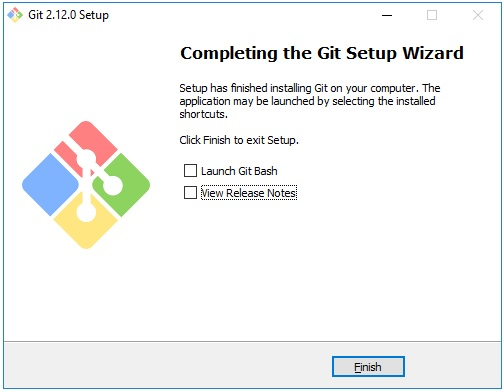 Git 2.12.0 Setup
Completing the Git Setup Wizard
Setup has finished installing Git on your computer. The
application may be launched by selecting the installed
shortcuts.
Click Finish to exit Setup.
Launch Git Bash
View Release Notes
Finish